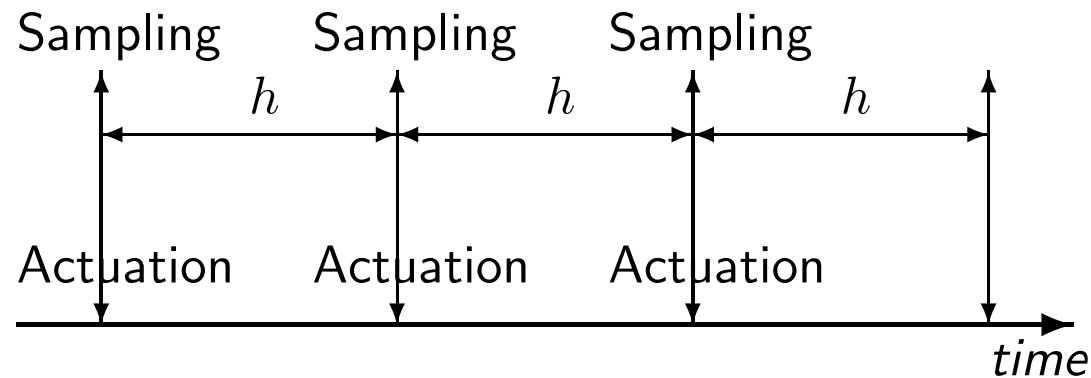 Sampling Sampling Sampling
h h h
Actuation Actuation Actuation
time